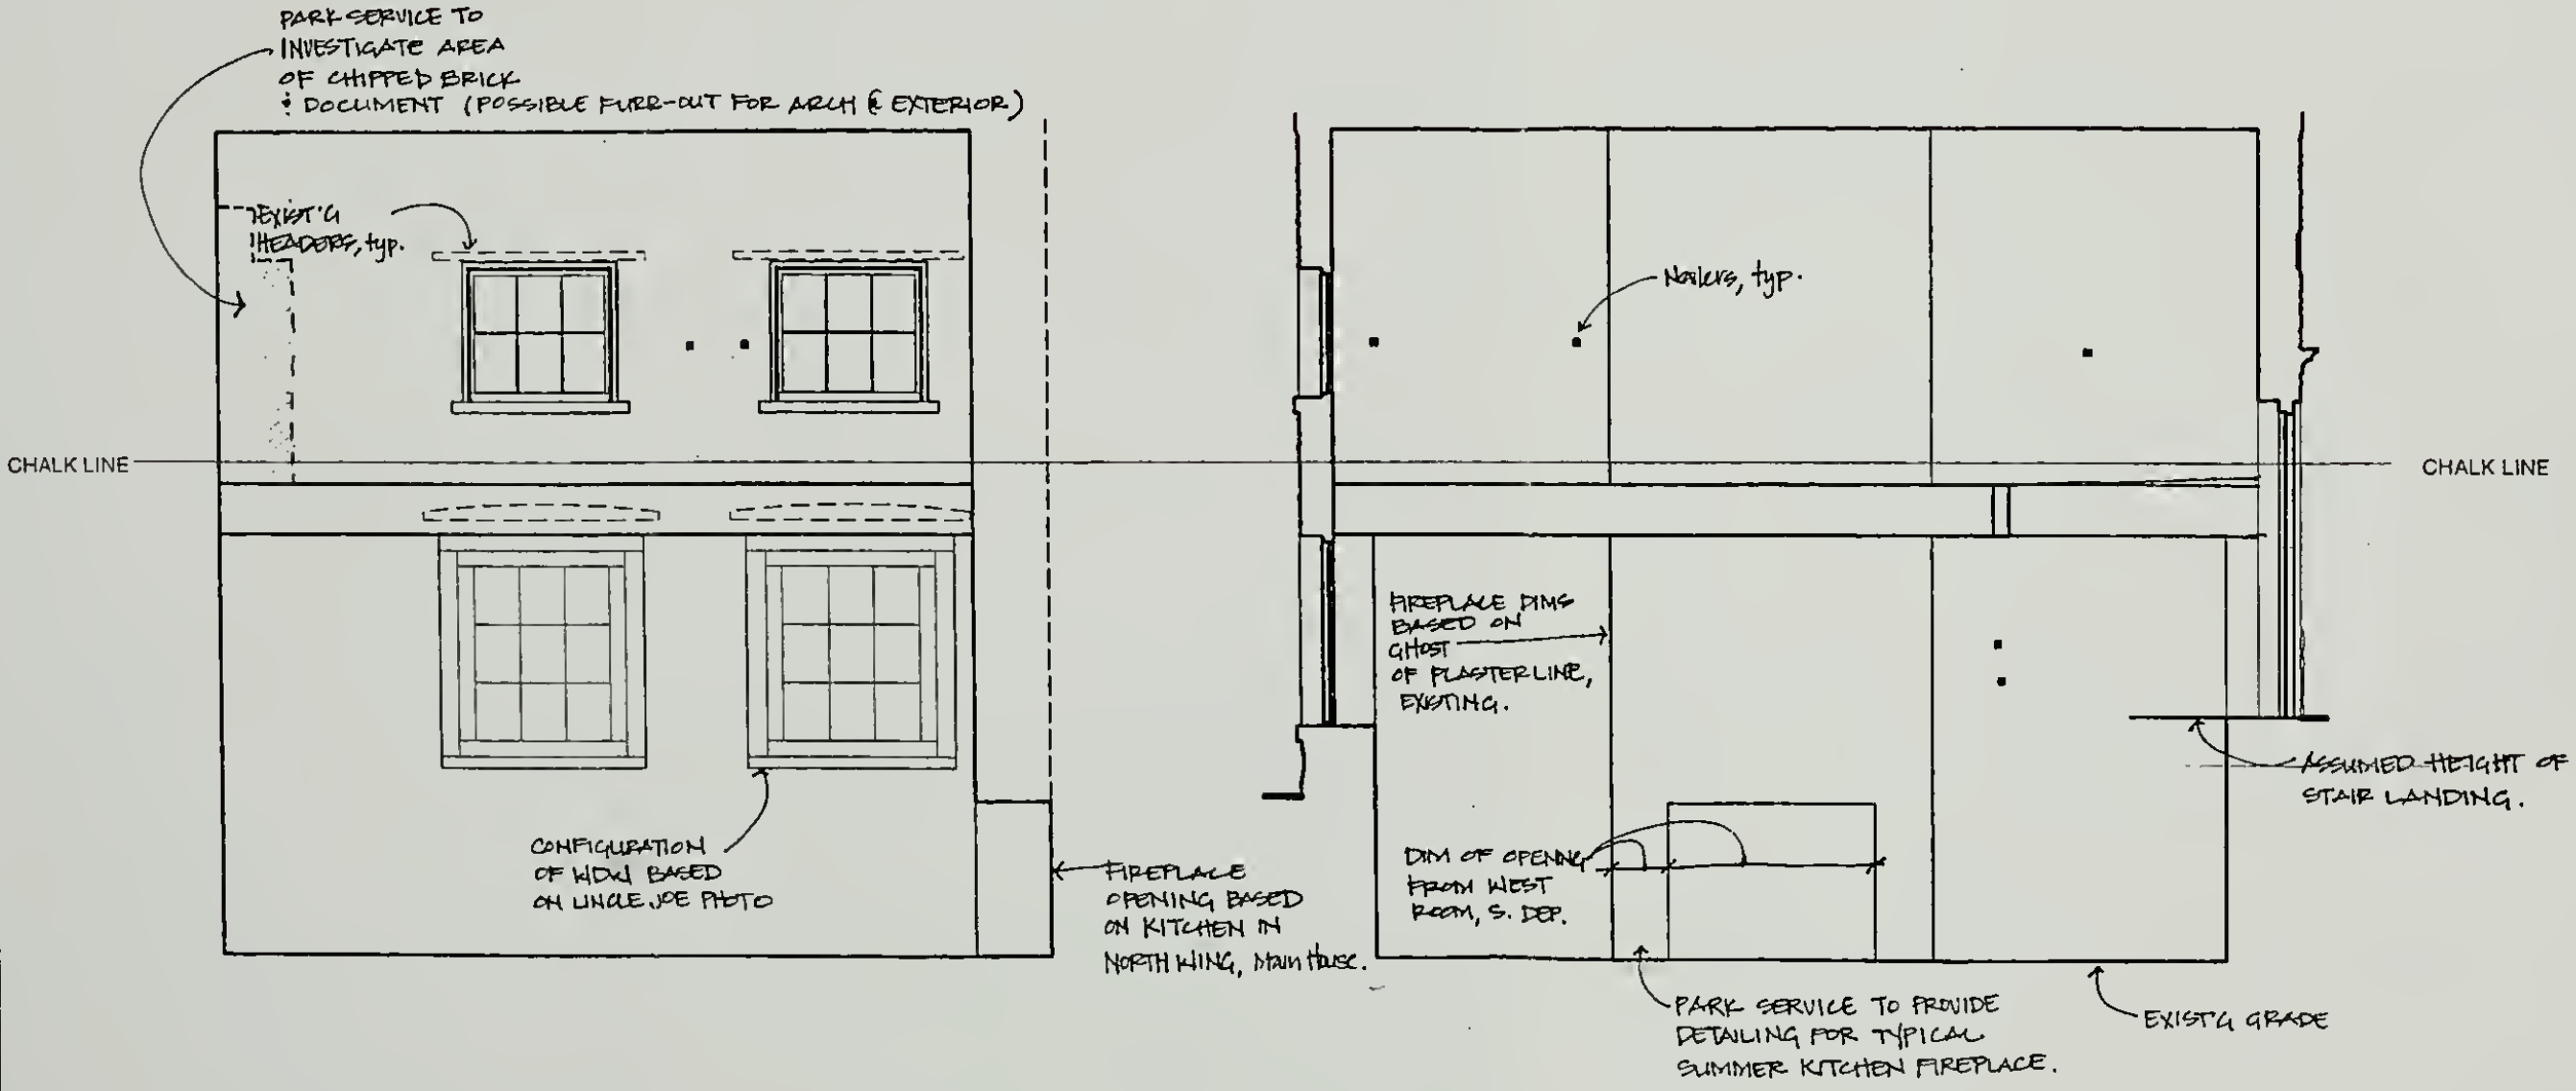 PARK SERVICE TO
INVESTIGATE AREA
OF CHIPPED BRICK
& DOCUMENT (POSSIBLE FURR-OUT FOR ARCH @ EXTERIOR)
EXIST'G
HEADERS, typ.
Nailers, typ.
CHALK LINE
CHALK LINE
FIREPLACE DIMS
BASED ON
GHOST
OF PLASTER LINE,
EXISTING.
ASSUMED HEIGHT OF
STAIR LANDING.
CONFIGURATION
OF WDW BASED
ON UNCLE JOE PHOTO
FIREPLACE
OPENING BASED
ON KITCHEN IN
NORTH WING, Main House.
DIM OF OPENNG
FROM WEST
ROOM, S. DEP.
PARK SERVICE TO PROVIDE
DETAILING FOR TYPICAL
SUMMER KITCHEN FIREPLACE.
EXIST'G GRADE